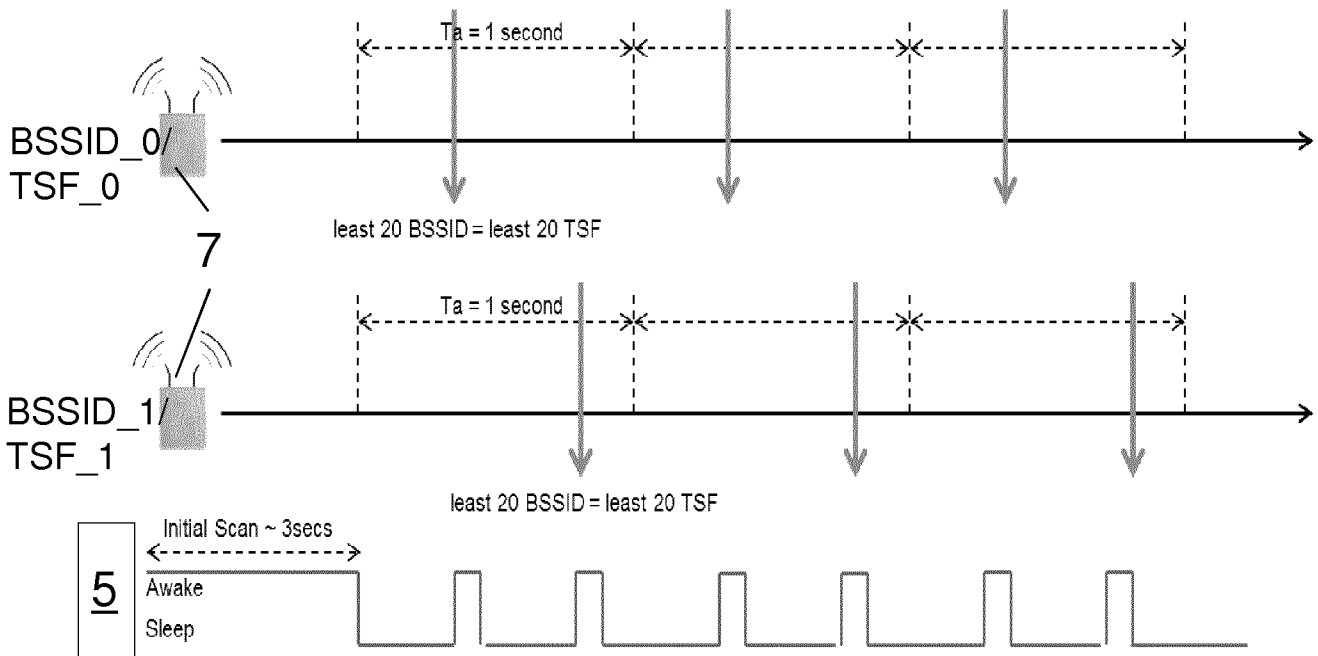 Ta = 1 second
BSSID_0/
TSF_0
least 20 BSSID = least 20 TSF
7
Ta = 1 second
BSSID_1/
TSF_1
least 20 BSSID = least 20 TSF
Initial Scan ~ 3secs
5
Awake
Sleep